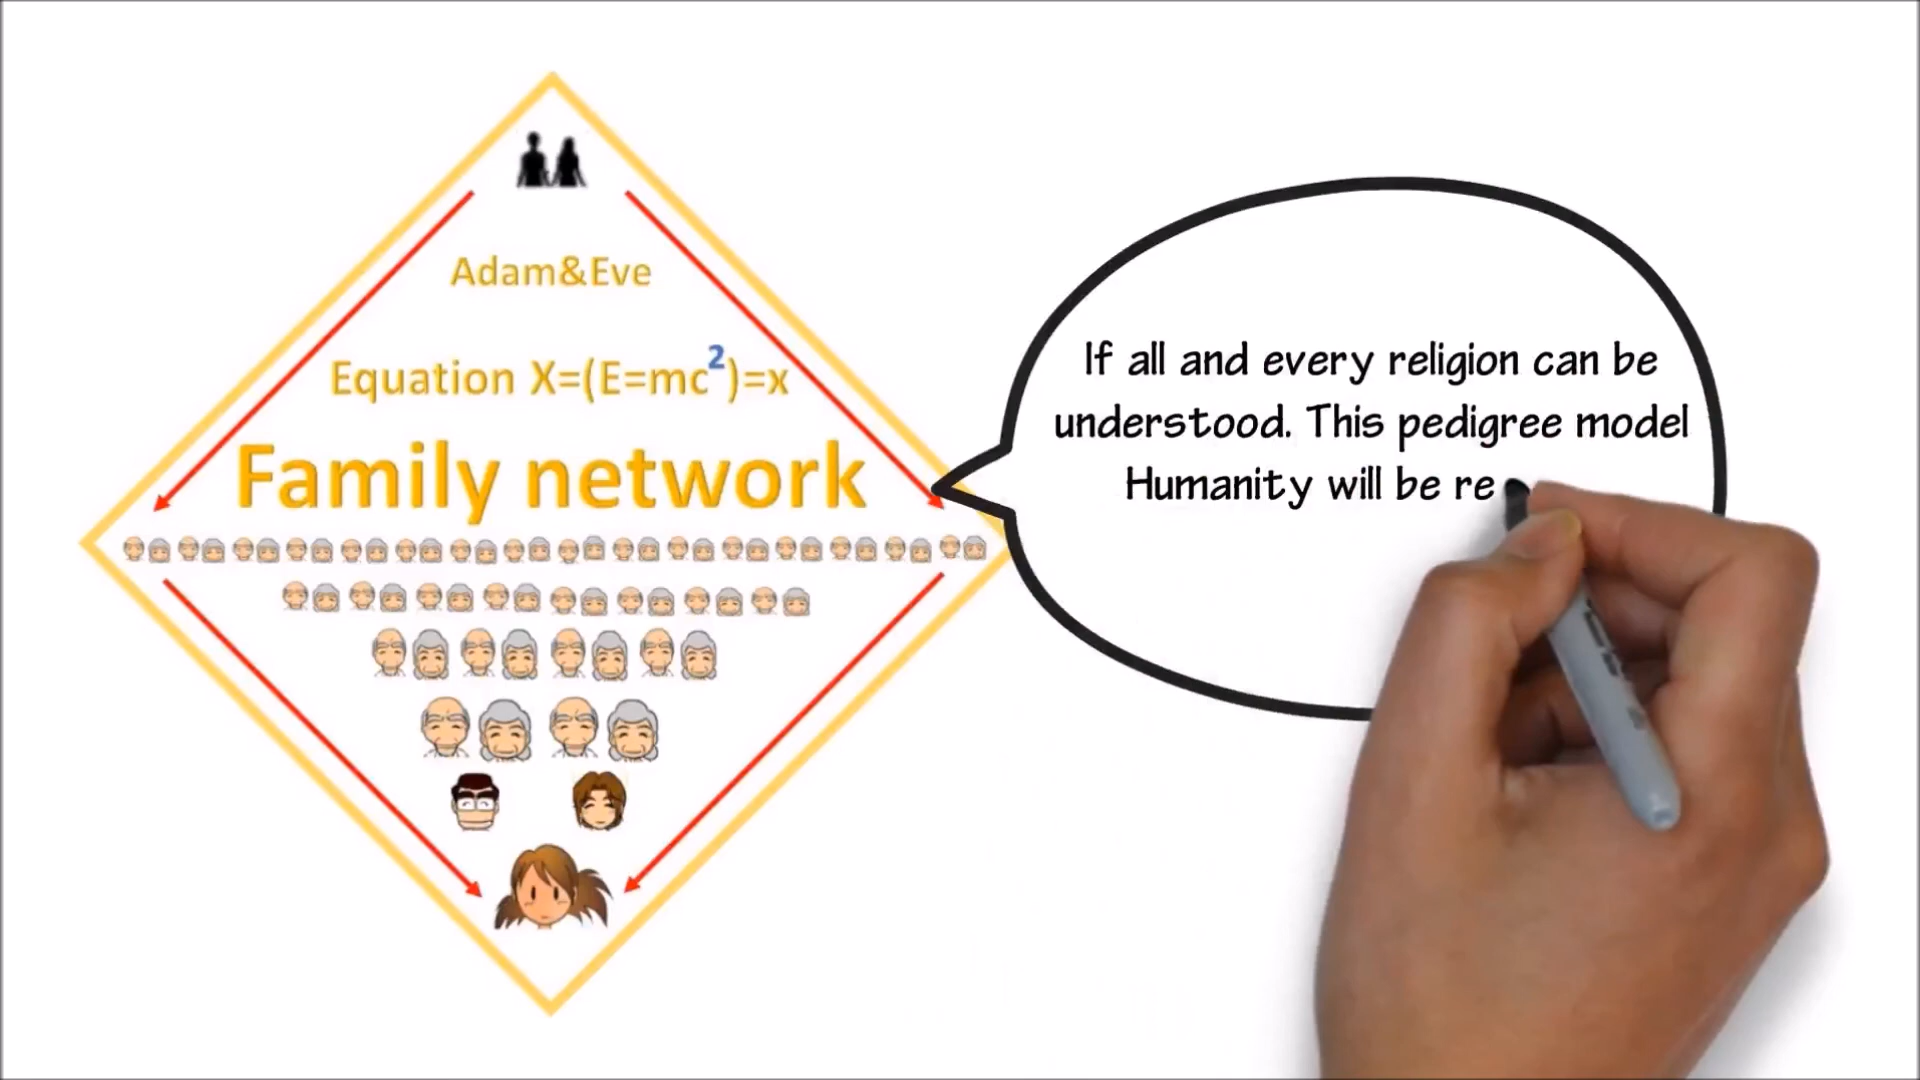 Adam&Eve
Equation X=(E=mc²)=x
Family network
If all and every religion can be
understood. This pedigree model
Humanity will be re